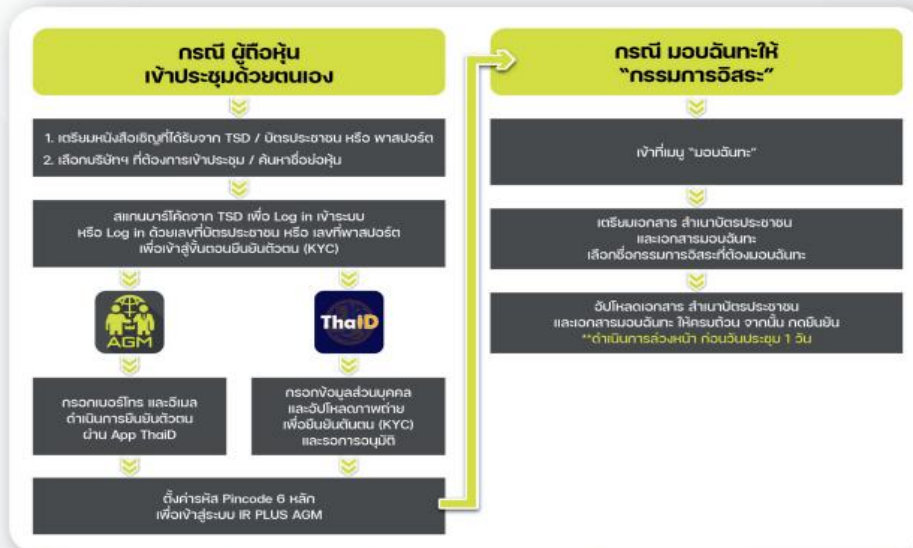 กรณี ผู้ถือหุ้น
เข้าประชุมด้วยตนเอง
1. เตรียมหนังสือเชิญที่ได้รับจาก TSD / บัตรประชาชน หรือ พาสปอร์ต
2. เลือกบริษัทฯ ที่ต้องการเข้าประชุม / ค้นหาชื่อย่อหุ้น
สแกนบาร์โค้ดจาก TSD เพื่อ Log in เข้าระบบ
หรือ Log in ด้วยเลขที่บัตรประชาชน หรือ เลขที่พาสปอร์ต
เพื่อเข้าสู่ขั้นตอนยืนยันตัวตน (KYC)
AGM
ThaiD
กรอกเบอร์โทร และอีเมล
ดำเนินการยืนยันตัวตน
ผ่าน App ThaiD
กรอกข้อมูลส่วนบุคคล
และอัปโหลดภาพถ่าย
เพื่อยืนยันตัวตน (KYC)
และรอการอนุมัติ
ตั้งค่ารหัส Pincode 6 หลัก
เพื่อเข้าสู่ระบบ IR PLUS AGM
กรณี มอบฉันทะให้
“กรรมการอิสระ”
เข้าที่เมนู “มอบฉันทะ”
เตรียมเอกสาร สำเนาบัตรประชาชน
และเอกสารมอบฉันทะ
เลือกชื่อกรรมการอิสระที่ต้องมอบฉันทะ
อัปโหลดเอกสาร สำเนาบัตรประชาชน
และเอกสารมอบฉันทะ ให้ครบถ้วน จากนั้น กดยืนยัน
**ดำเนินการล่วงหน้า ก่อนวันประชุม 1 วัน